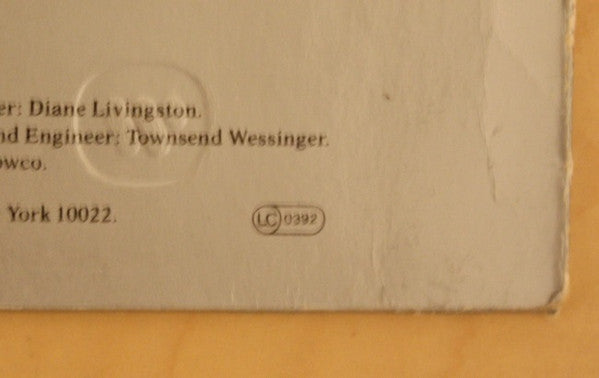 er: Diane Livingston.
nd Engineer: Townsend Wessinger.
owco.
York 10022.
LC 0392